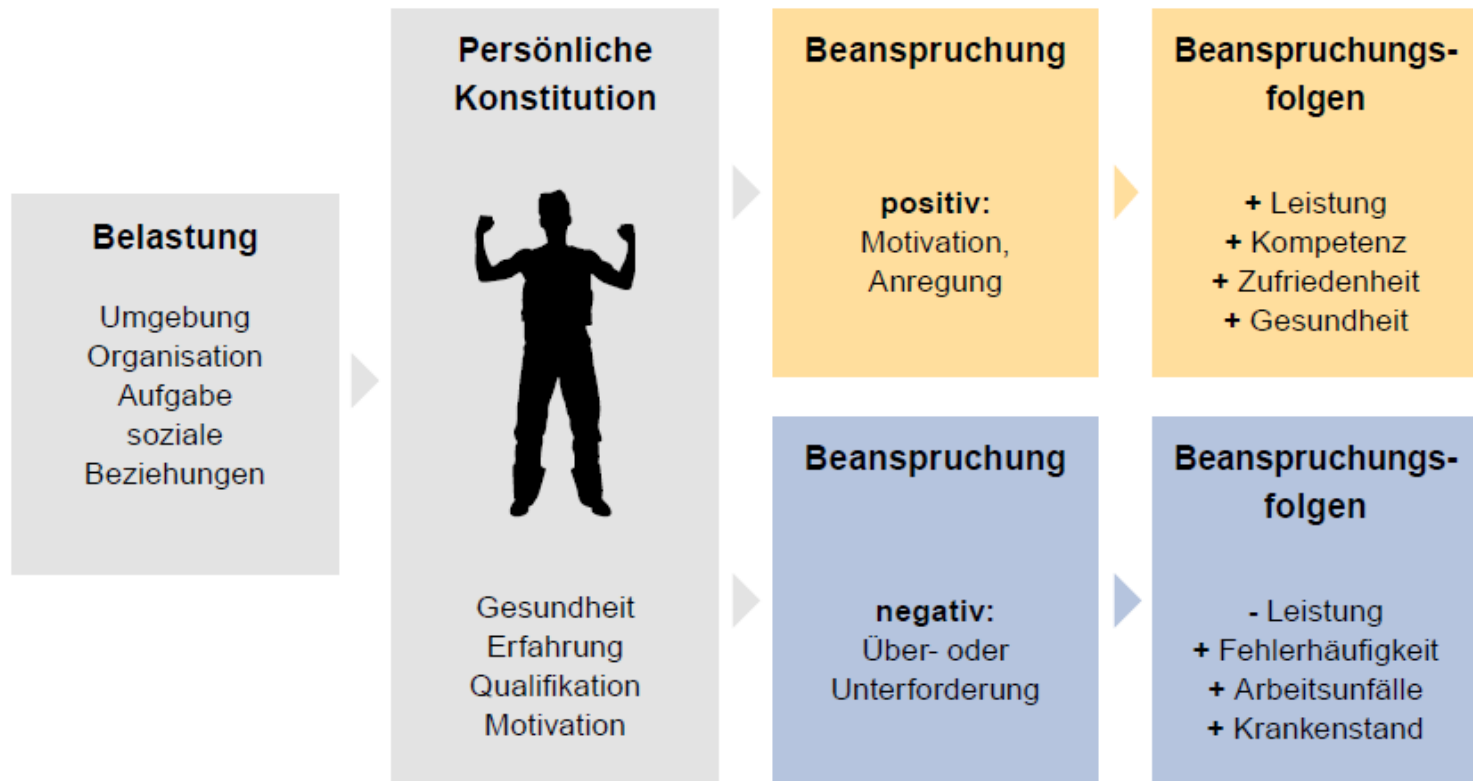 Belastung
Umgebung
Organisation
Aufgabe
soziale
Beziehungen
Persönliche
Konstitution
Gesundheit
Erfahrung
Qualifikation
Motivation
Beanspruchung
positiv:
Motivation,
Anregung
Beanspruchungs-
folgen
+ Leistung
+ Kompetenz
+ Zufriedenheit
+ Gesundheit
Beanspruchung
negativ:
Über- oder
Unterforderung
Beanspruchungs-
folgen
- Leistung
+ Fehlerhäufigkeit
+ Arbeitsunfälle
+ Krankenstand